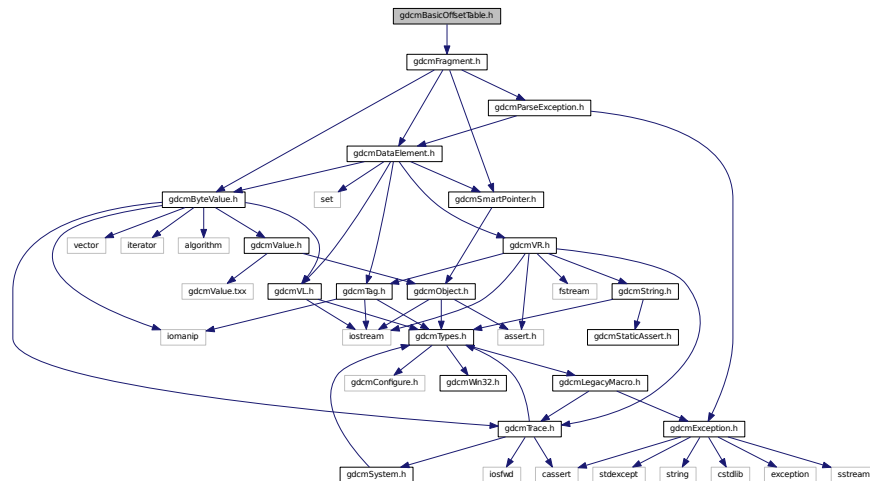 gdcmBasicOffsetTable.h
gdcmFragment.h
gdcmParseException.h
gdcmDataElement.h
gdcmByteValue.h
set
gdcmSmartPointer.h
vector
iterator
algorithm
gdcmValue.h
gdcmVR.h
gdcmValue.txx
gdcmVL.h
gdcmTag.h
gdcmObject.h
fstream
gdcmString.h
iomanip
iostream
gdcmTypes.h
assert.h
gdcmStaticAssert.h
gdcmConfigure.h
gdcmWin32.h
gdcmLegacyMacro.h
gdcmTrace.h
gdcmException.h
gdcmSystem.h
iosfwd
cassert
stdexcept
string
cstdlib
exception
sstream